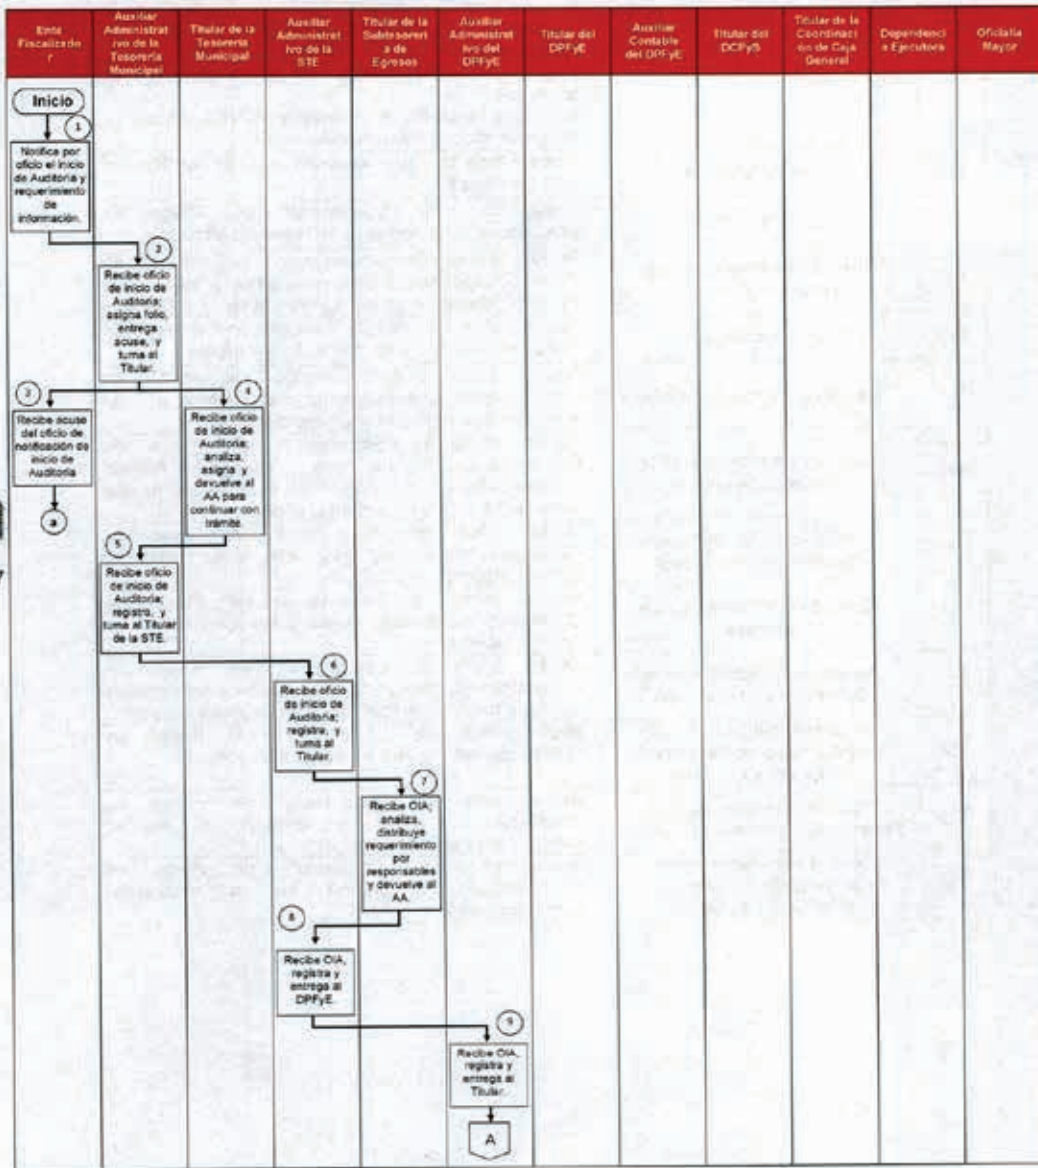 Ente
Fiscalizado
r
Auxiliar
Administrat
ivo de la
Tesorería
Municipal
Titular de la
Tesorería
Municipal
Auxiliar
Administrat
ivo de la
STE
Titular de la
Subtesorerí
a de
Egresos
Auxiliar
Administrat
ivo del
DPFyE
Titular del
DPFyE
Auxiliar
Contable
del DPFyE
Titular del
DCPyS
Titular de la
Coordinaci
ón de Caja
General
Dependenci
a Ejecutora
Oficialía
Mayor
Inicio
1
Notifica por
oficio el inicio
de Auditoría y
requerimiento
de
información.
2
Recibe oficio
de inicio de
Auditoría;
asigna folio,
entrega
acuse, y
turna al
Titular.
3
Recibe acuse
del oficio de
notificación de
inicio de
Auditoría
a
4
Recibe oficio
de inicio de
Auditoría;
analiza,
asigna y
devuelve al
AA para
continuar con
trámite.
5
Recibe oficio
de inicio de
Auditoría;
registra, y
turna al Titular
de la STE.
6
Recibe oficio
de inicio de
Auditoría;
registra, y
turna al
Titular.
7
Recibe OIA;
analiza,
distribuye
requerimiento
por
responsables
y devuelve al
AA.
8
Recibe OIA,
registra y
entrega al
DPFyE.
9
Recibe OIA,
registra y
entrega al
Titular.
A